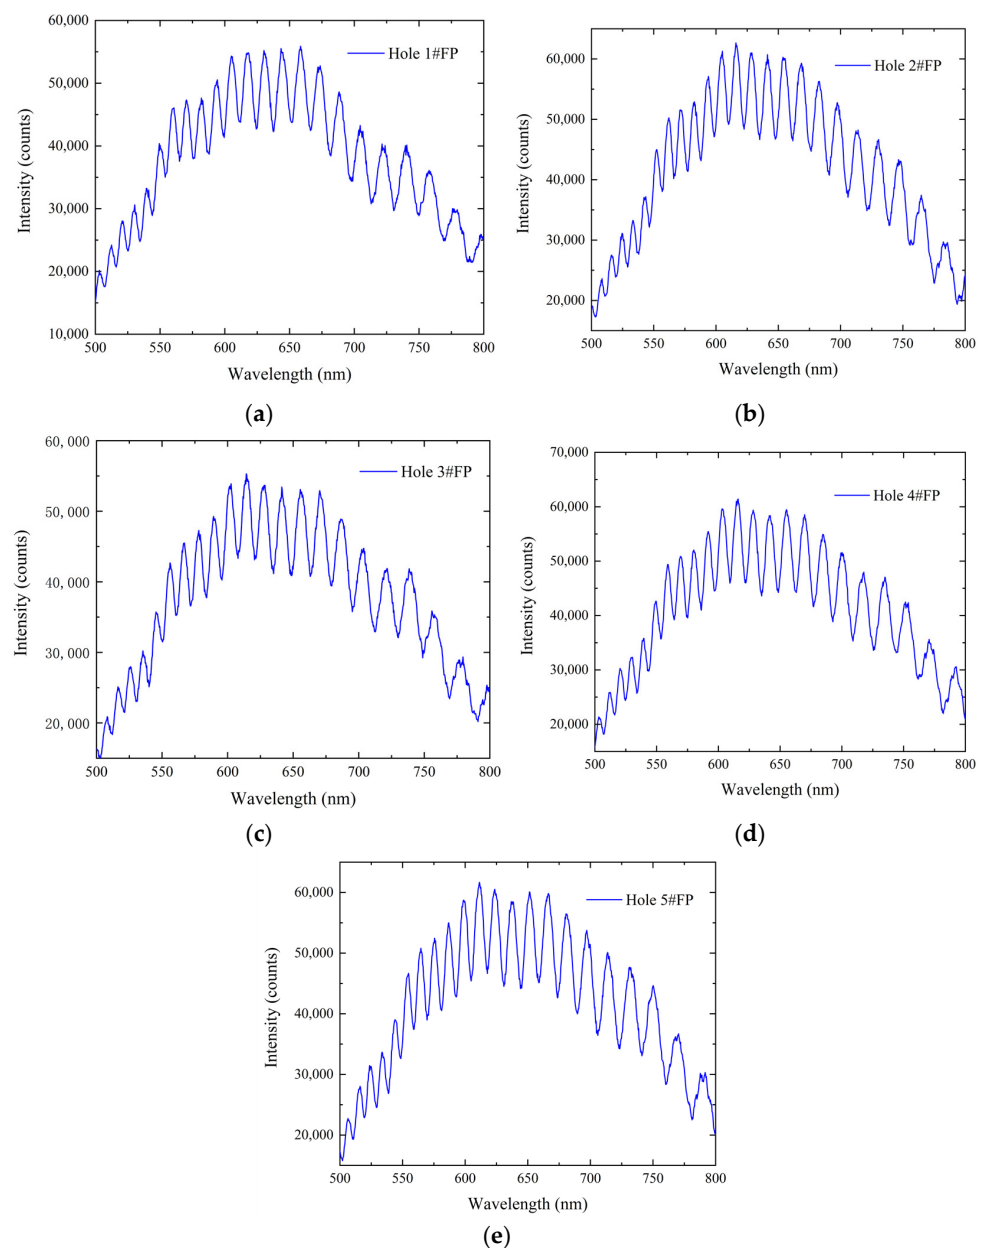 60,000
50,000
40,000
30,000
20,000
10,000
Intensity (counts)
Hole 1#FP
500 550 600 650 700 750 800
Wavelength (nm)
(a)
60,000
50,000
40,000
30,000
20,000
Intensity (counts)
Hole 2#FP
500 550 600 650 700 750 800
Wavelength (nm)
(b)
60, 000
50, 000
40, 000
30, 000
20, 000
Intensity (counts)
Hole 3#FP
500 550 600 650 700 750 800
Wavelength (nm)
(c)
70,000
60,000
50,000
40,000
30,000
20,000
Intensity (counts)
Hole 4#FP
500 550 600 650 700 750 800
Wavelength (nm)
(d)
60,000
50,000
40,000
30,000
20,000
Intensity (counts)
Hole 5#FP
500 550 600 650 700 750 800
Wavelength (nm)
(e)